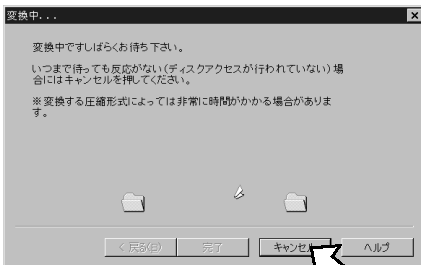 変換中...
変換中ですしばらくお待ち下さい。
いつまで待っても反応がない(ディスクアクセスが行われていない)場
合にはキャンセルを押してください。
※変換する圧縮形式によっては非常に時間がかかる場合がありま
す。
< 戻る(B) 完了 キャンセル ヘルプ